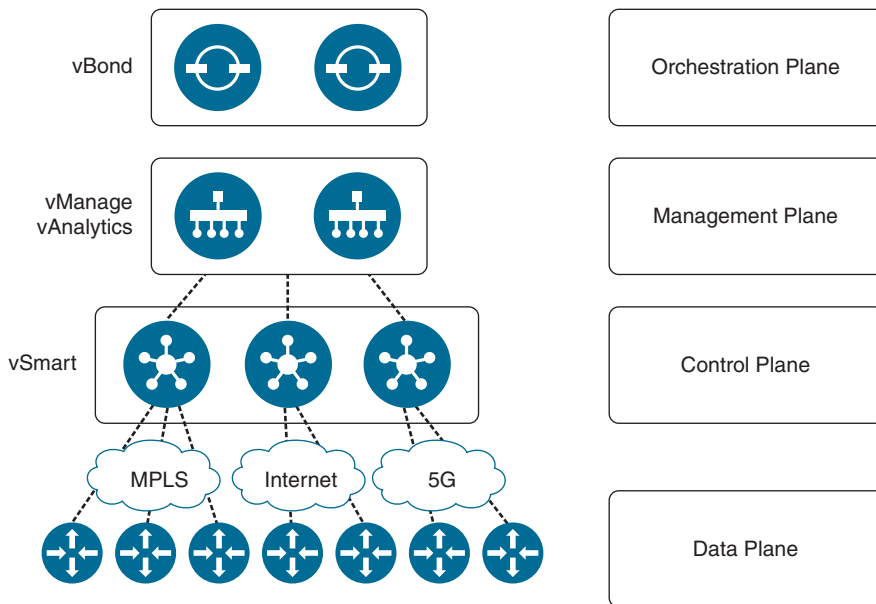 vBond
Orchestration Plane
vManage
vAnalytics
Management Plane
vSmart
Control Plane
MPLS
Internet
5G
Data Plane